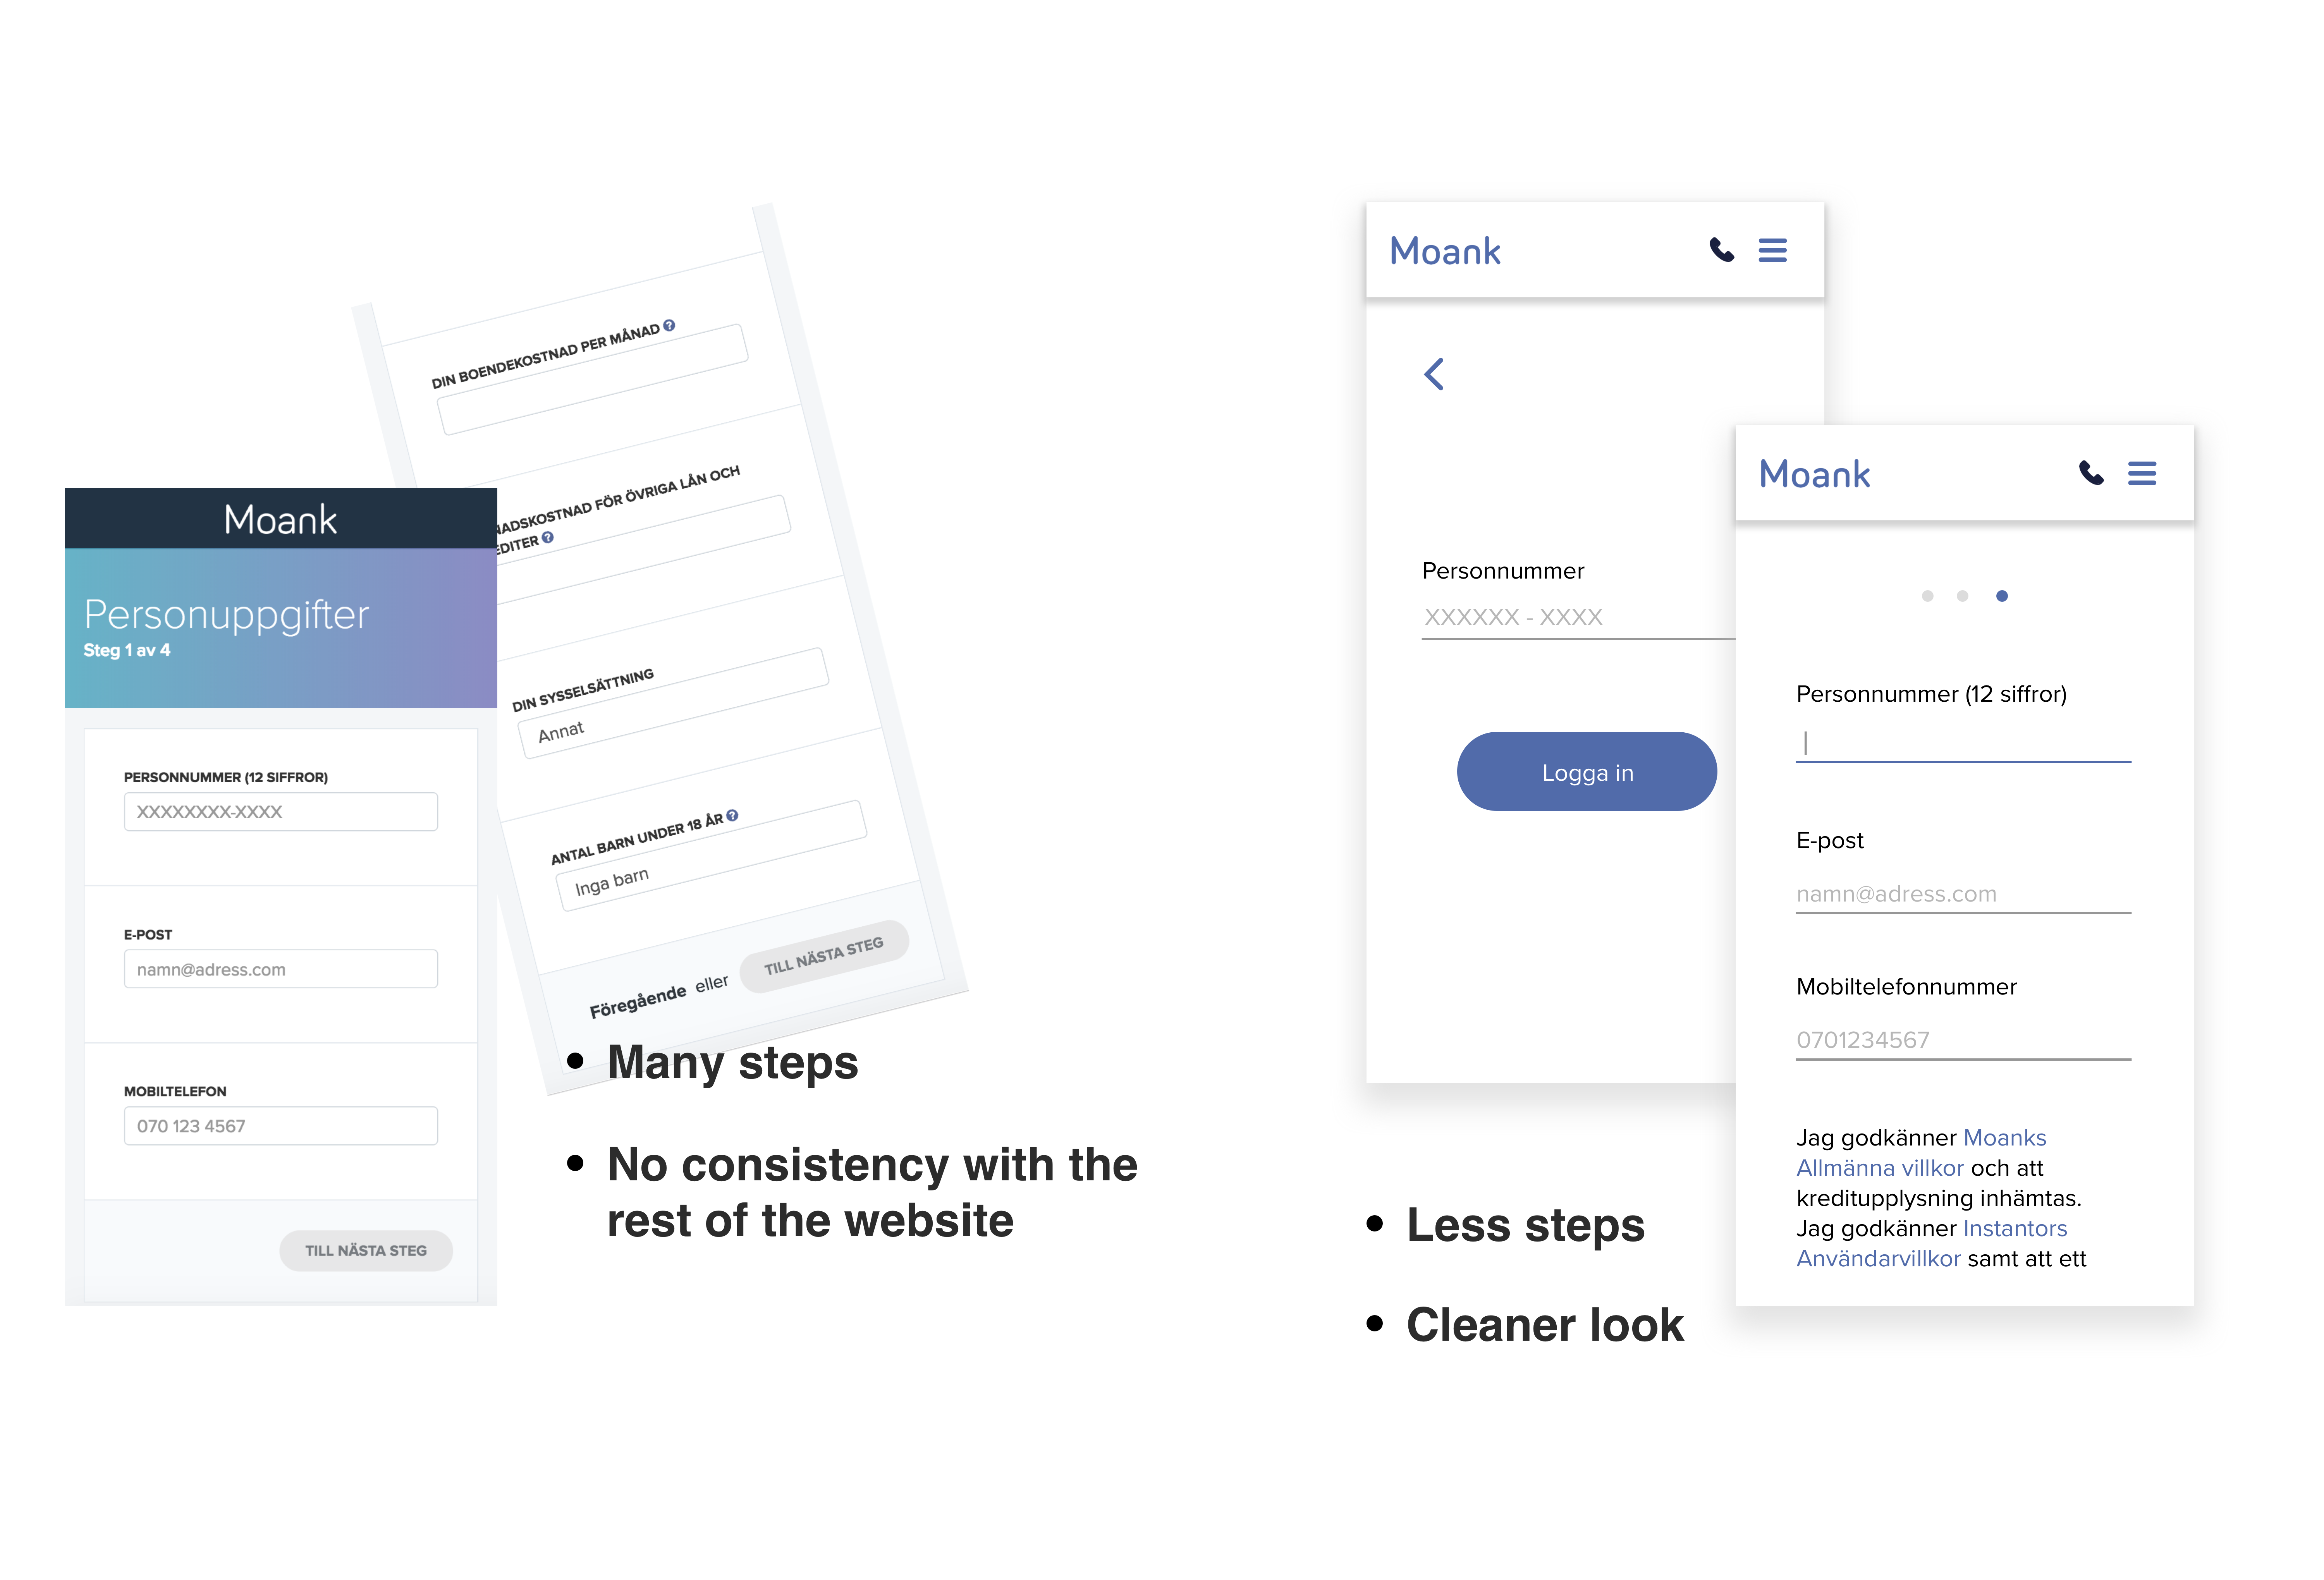 Moank
Personuppgifter
Steg 1 av 4
PERSONNUMMER (12 SIFFROR)
XXXXXXXX-XXXX
E-POST
namn@adress.com
MOBILTELEFON
070 123 4567
TILL NÄSTA STEG
DIN BOENDEKOSTNAD PER MÅNAD ?
FÖR ÖVRIGA LÅN OCH
?
DIN SYSSELSÄTTNING
Annat
ANTAL BARN UNDER 18 ÅR ?
Inga barn
Föregående eller TILL NÄSTA STEG
• Many steps
• No consistency with the
rest of the website
Moank
Personnummer
XXXXXX - XXXX
Logga in
Moank
Personnummer (12 siffror)
E-post
namn@adress.com
Mobiltelefonnummer
0701234567
Jag godkänner Moanks
Allmänna villkor och att
kreditupplysning inhämtas.
Jag godkänner Instantors
Användarvillkor samt att ett
• Less steps
• Cleaner look